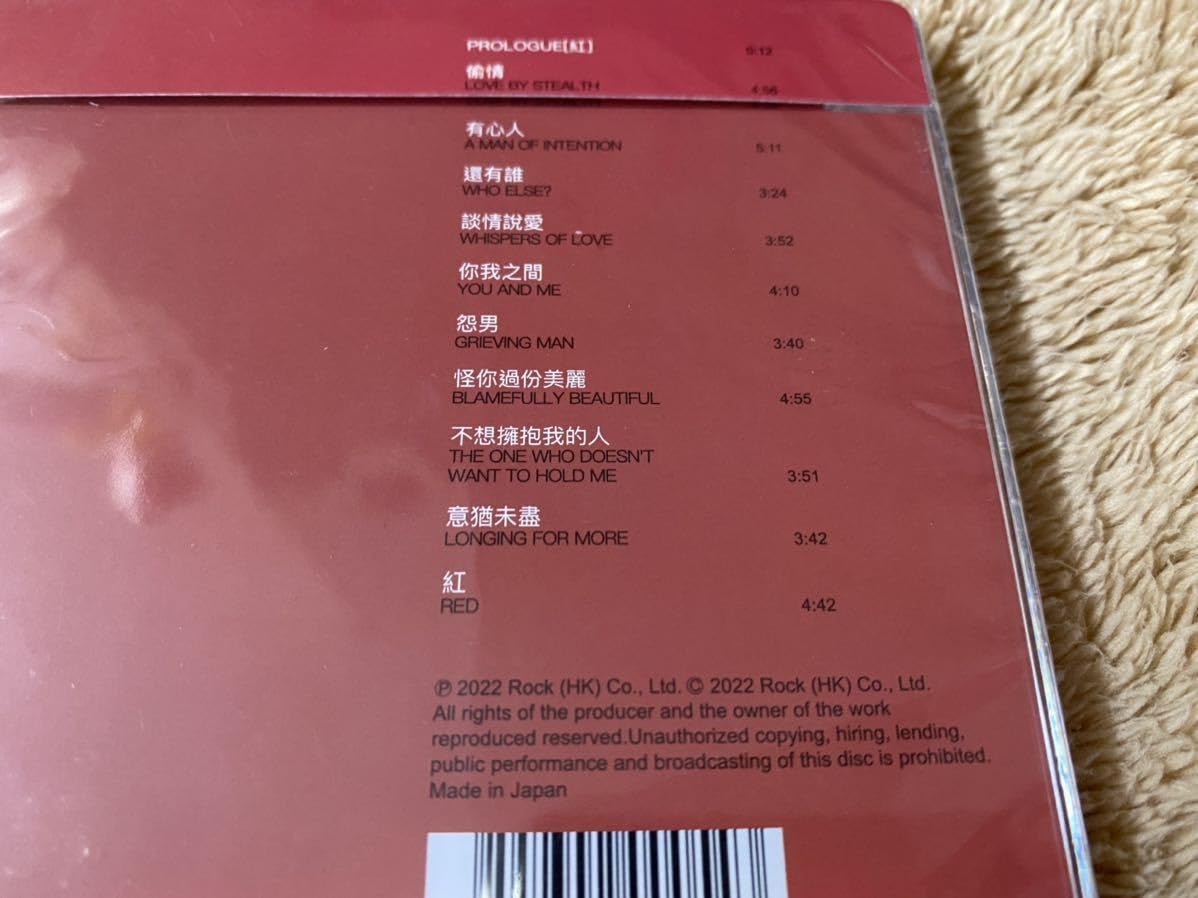 PROLOGUE[紅]
偷情
LOVE BY STEALTH 4:56
有心人
A MAN OF INTENTION 5:11
還有誰
WHO ELSE? 3:24
談情說愛
WHISPERS OF LOVE 3:52
你我之間
YOU AND ME 4:10
怨男
GRIEVING MAN 3:40
怪你過份美麗
BLAMEFULLY BEAUTIFUL 4:55
不想擁抱我的人
THE ONE WHO DOESN'T
WANT TO HOLD ME 3:51
意猶未盡
LONGING FOR MORE 3:42
紅
RED 4:42
℗ 2022 Rock (HK) Co., Ltd. © 2022 Rock (HK) Co., Ltd.
All rights of the producer and the owner of the work
reproduced reserved.Unauthorized copying, hiring, lending,
public performance and broadcasting of this disc is prohibited.
Made in Japan